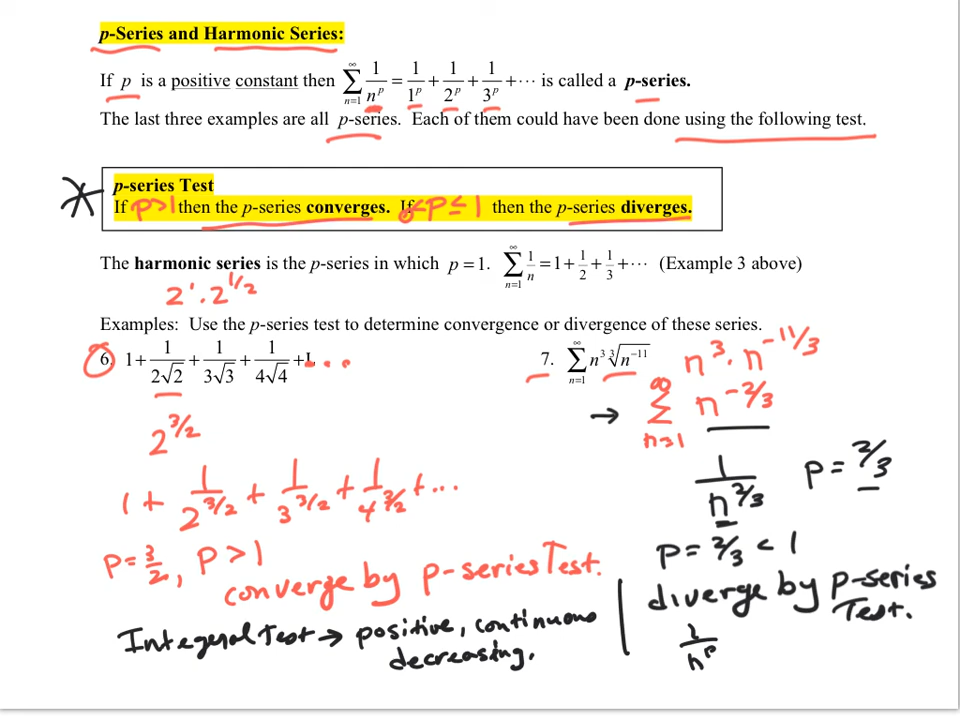 p-Series and Harmonic Series:
If p is a positive constant then ∑_{n=1}^{∞} 1/n^p = 1/1^p + 1/2^p + 1/3^p + ⋯ is called a p-series.
The last three examples are all p-series. Each of them could have been done using the following test.
p-series Test
If p>1 then the p-series converges. If 0<p≤1 then the p-series diverges.
The harmonic series is the p-series in which p = 1. ∑_{n=1}^{∞} 1/n = 1 + 1/2 + 1/3 + ⋯ (Example 3 above)
2^1 · 2^{1/2}
Examples: Use the p-series test to determine convergence or divergence of these series.
6. 1 + 1/(2√2) + 1/(3√3) + 1/(4√4) + ...
2^{3/2}
1 + 1/2^{3/2} + 1/3^{3/2} + 1/4^{3/2} + ...
p = 3/2, p > 1
converge by p-series Test.
Integeral Test → positive, continuous
decreasing.
7. ∑_{n=1}^{∞} n^3 ∛(n^{-11})
n^3 · n^{-11/3}
→ ∑_{n=1}^{∞} n^{-2/3}
1/n^{2/3} p = 2/3
p = 2/3 < 1
diverge by p-series
Test.
1/n^p